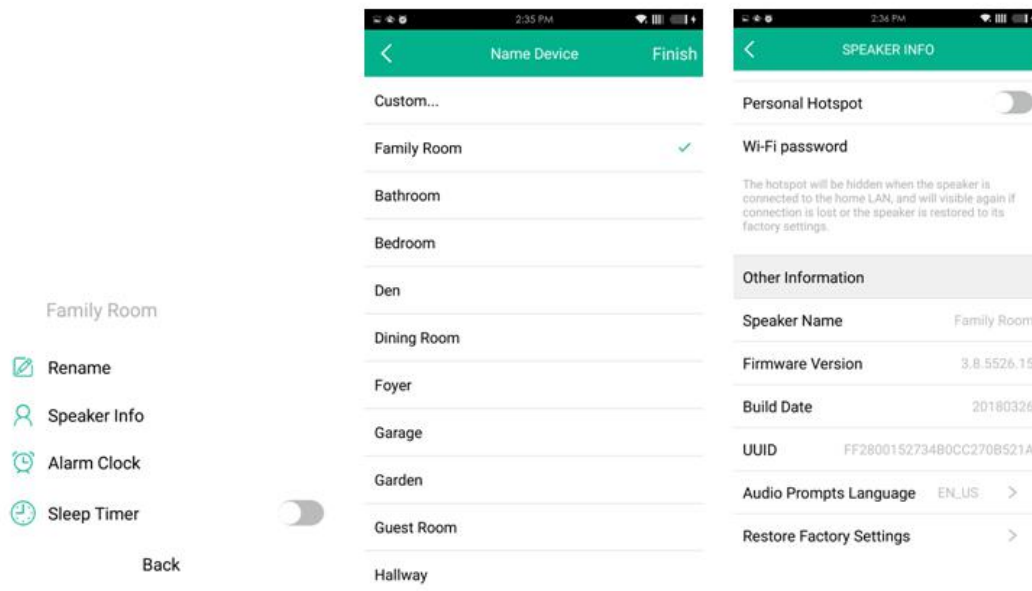 Family Room
Rename
Speaker Info
Alarm Clock
Sleep Timer
Back
2:35 PM
Name Device
Finish
Custom...
Family Room
Bathroom
Bedroom
Den
Dining Room
Foyer
Garage
Garden
Guest Room
Hallway
2:36 PM
SPEAKER INFO
Personal Hotspot
Wi-Fi password
The hotspot will be hidden when the speaker is
connected to the home LAN, and will visible again if
connection is lost or the speaker is restored to its
factory settings.
Other Information
Speaker Name Family Room
Firmware Version 3.8.5526.15
Build Date 20180326
UUID FF2800152734B0CC270B521A
Audio Prompts Language EN_US
Restore Factory Settings